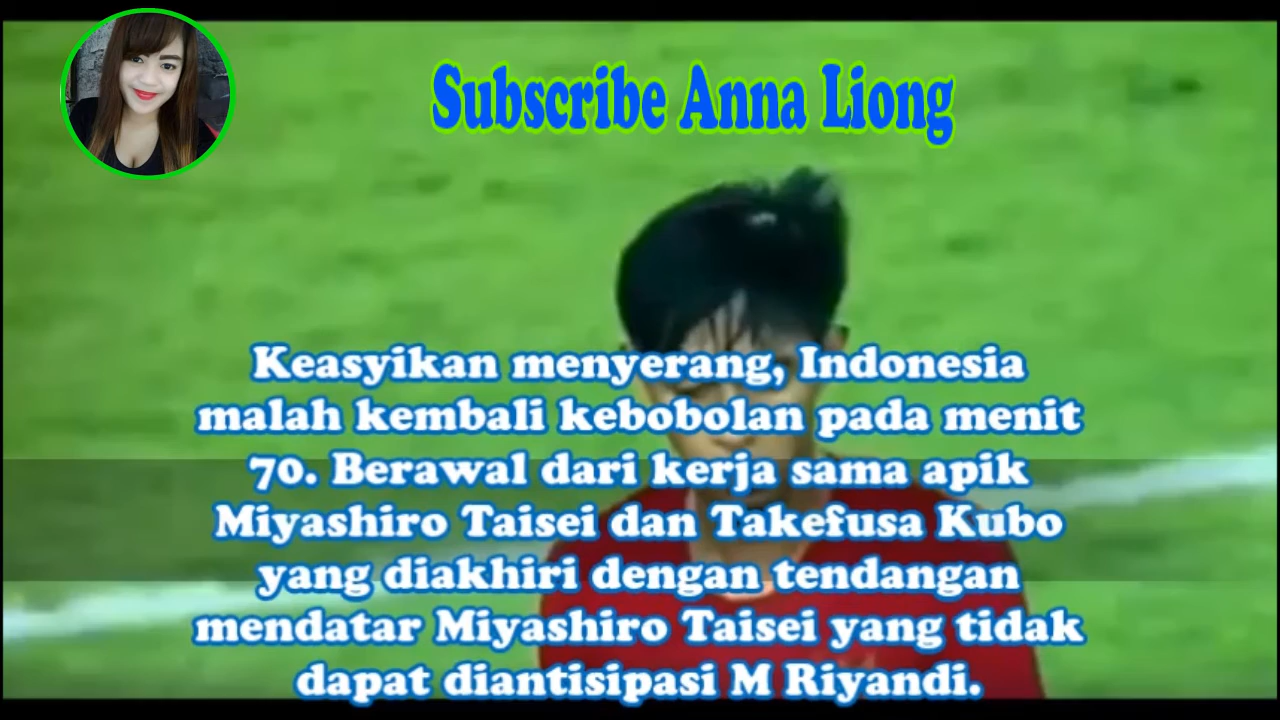 Subscribe Anna Liong
Keasyikan menyerang, Indonesia
malah kembali kebobolan pada menit
70. Berawal dari kerja sama apik
Miyashiro Taisei dan Takefusa Kubo
yang diakhiri dengan tendangan
mendatar Miyashiro Taisei yang tidak
dapat diantisipasi M Riyandi.